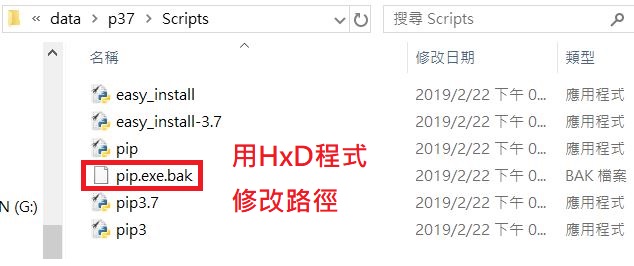 « data › p37 › Scripts
搜尋 Scripts
名稱 修改日期 類型
easy_install 2019/2/22 下午 0... 應用程式
easy_install-3.7 2019/2/22 下午 0... 應用程式
pip 2019/2/22 下午 0... 應用程式
pip.exe.bak 2019/2/22 下午 0... BAK 檔案
pip3.7 2019/2/22 下午 0... 應用程式
pip3 2019/2/22 下午 0... 應用程式
用HxD程式
修改路徑
N (G:)